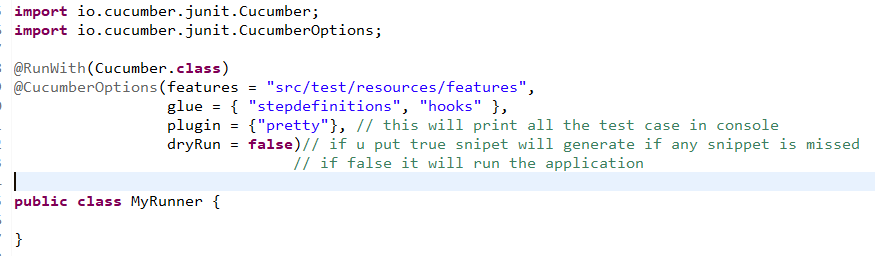 import io.cucumber.junit.Cucumber;
import io.cucumber.junit.CucumberOptions;
@RunWith(Cucumber.class)
@CucumberOptions(features = "src/test/resources/features",
glue = { "stepdefinitions", "hooks" },
plugin = {"pretty"}, // this will print all the test case in console
dryRun = false)// if u put true snipet will generate if any snippet is missed
// if false it will run the application
public class MyRunner {
}